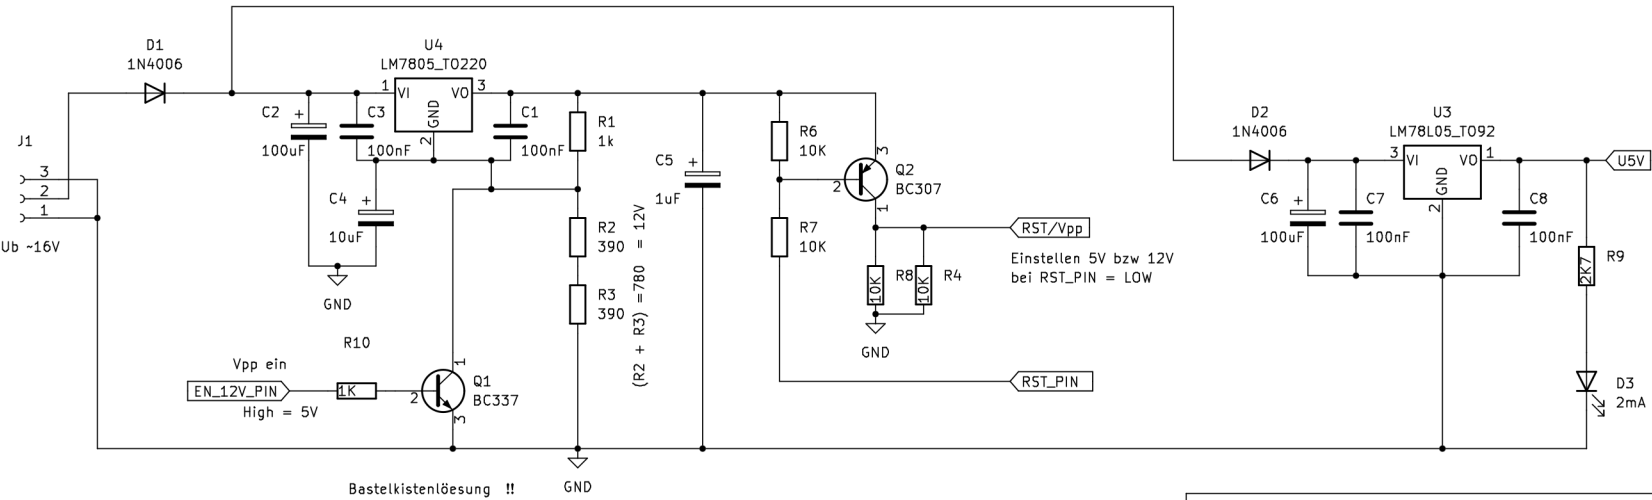 D1
1N4006
U4
LM7805_TO220
1
VI
VO
3
GND
2
C2
+
100uF
C3
100nF
C1
100nF
R1
1k
J1
3
2
1
Ub ~16V
C4
+
10uF
GND
R2
390
R3
390
(R2 + R3) =780 = 12V
C5
+
1uF
R6
10K
R7
10K
3
2
1
Q2
BC307
RST/Vpp
Einstellen 5V bzw 12V
bei RST_PIN = LOW
10K
R8
10K
R4
GND
RST_PIN
R10
Vpp ein
EN_12V_PIN
High = 5V
1K
1
2
3
Q1
BC337
Bastelkistenlöesung !!
GND
D2
1N4006
U3
LM78L05_TO92
3
VI
VO
1
GND
2
U5V
C6
+
100uF
C7
100nF
C8
100nF
R9
2K7
D3
2mA